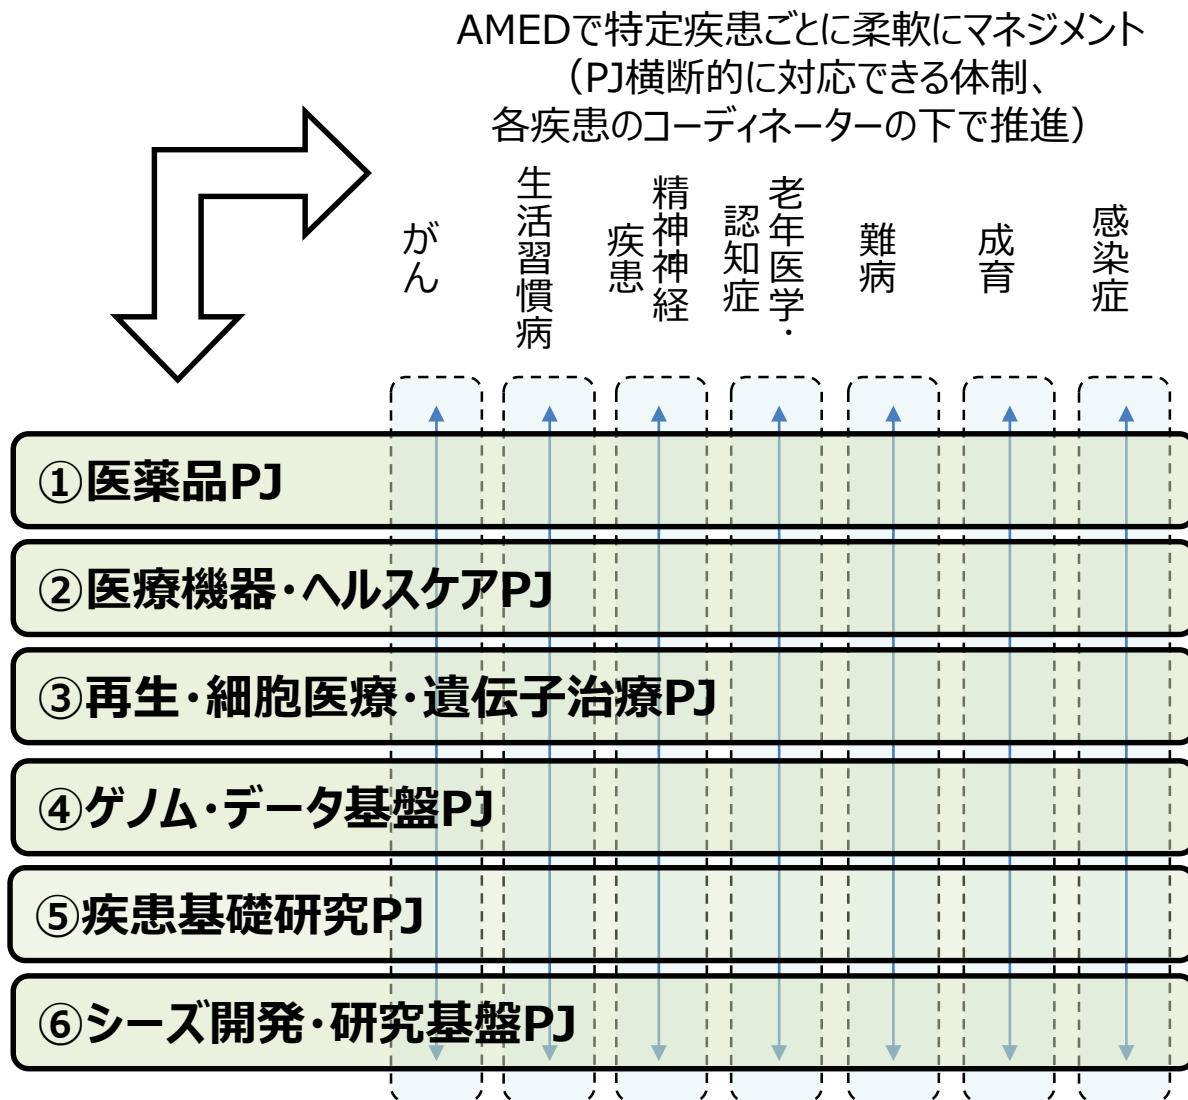 AMEDで特定疾患ごとに柔軟にマネジメント
（PJ横断的に対応できる体制、
各疾患のコーディネーターの下で推進）
がん
生活習慣病
精神神経
疾患
老年医学・
認知症
難病
成育
感染症
①医薬品PJ
②医療機器・ヘルスケアPJ
③再生・細胞医療・遺伝子治療PJ
④ゲノム・データ基盤PJ
⑤疾患基礎研究PJ
⑥シーズ開発・研究基盤PJ